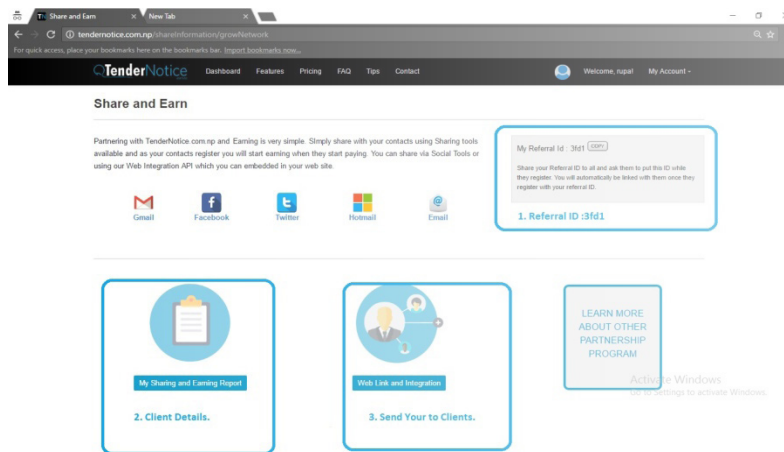 Share and Earn
New Tab
tendernotice.com.np/shareInformation/growNetwork
For quick access, place your bookmarks here on the bookmarks bar. Import bookmarks now...
TenderNotice Dashboard Features Pricing FAQ Tips Contact Welcome, rupa! My Account
Share and Earn
Partnering with TenderNotice.com.np and Earning is very simple. SImply share with your contacts using Sharing tools
available and as your contacts register you will start earning when they start paying. You can share via Social Tools or
using our Web Integration API which you can embedded in your web site.
Gmail Facebook Twitter Hotmail Email
My Referral Id : 3fd1 COPY
Share your Referral ID to all and ask them to put this ID while
they register. You will automatically be linked with them once they
register with your referral ID.
1. Referral ID :3fd1
My Sharing and Earning Report
2. Client Details.
Web Link and Integration
3. Send Your to Clients.
LEARN MORE
ABOUT OTHER
PARTNERSHIP
PROGRAM
Activate Windows
Go to Settings to activate Windows.